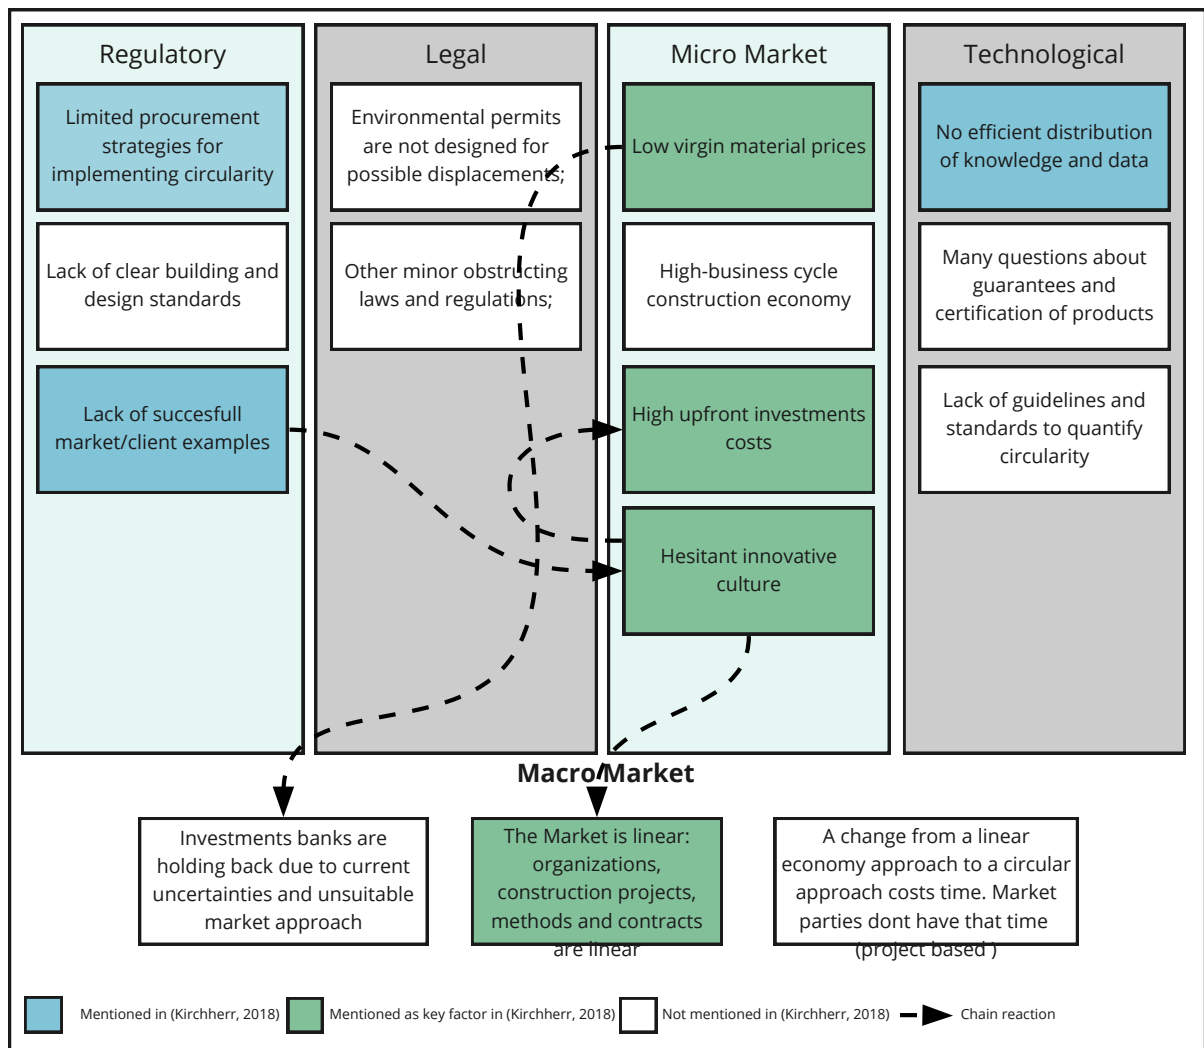 Regulatory
Limited procurement
strategies for
implementing circularity
Lack of clear building and
design standards
Lack of succesfull
market/client examples
Legal
Environmental permits
are not designed for
possible displacements;
Other minor obstructing
laws and regulations;
Micro Market
Low virgin material prices
High-business cycle
construction economy
High upfront investments
costs
Hesitant innovative
culture
Technological
No efficient distribution
of knowledge and data
Many questions about
guarantees and
certification of products
Lack of guidelines and
standards to quantify
circularity
Macro Market
Investments banks are
holding back due to current
uncertainties and unsuitable
market approach
The Market is linear:
organizations,
construction projects,
methods and contracts
are linear
A change from a linear
economy approach to a circular
approach costs time. Market
parties dont have that time
(project based )
Mentioned in (Kirchherr, 2018)
Mentioned as key factor in (Kirchherr, 2018)
Not mentioned in (Kirchherr, 2018)
Chain reaction